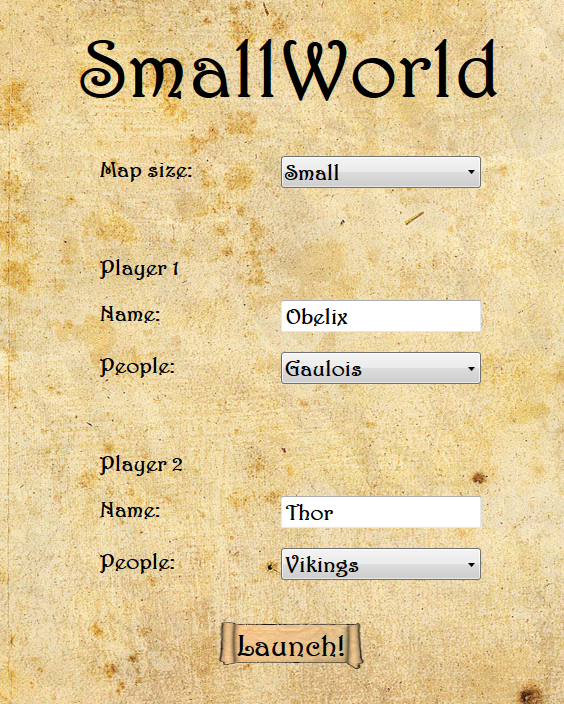 SmallWorld
Map size: Small
Player 1
Name: Obelix
People: Gaulois
Player 2
Name: Thor
People: Vikings
Launch!